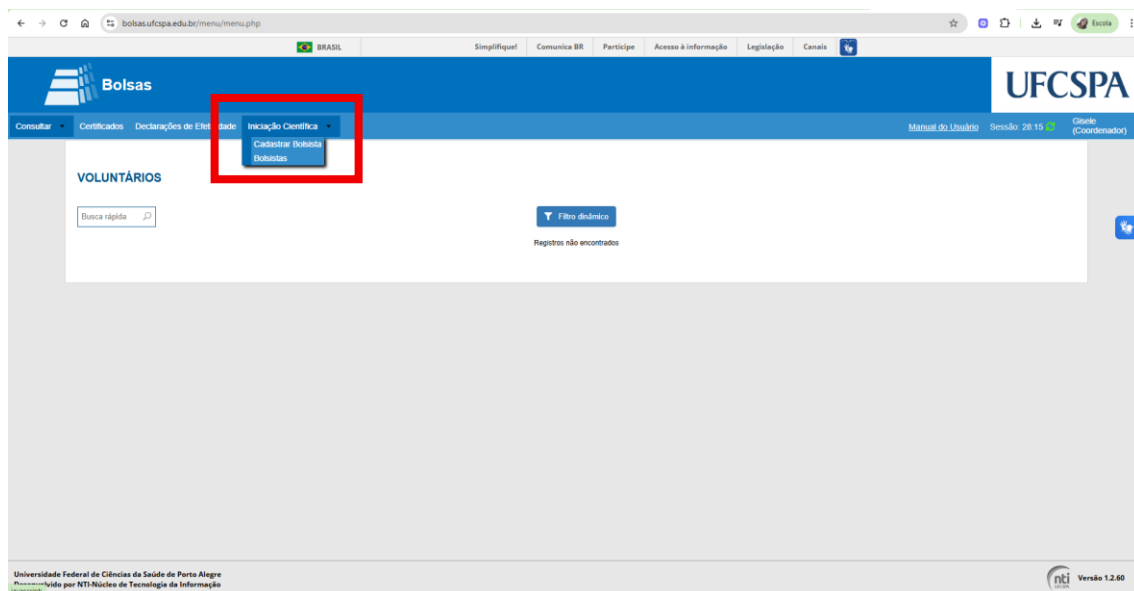 bolsas.ufcspa.edu.br/menu/menu.php
Escola
BRASIL
Simplifique! Comunica BR Participe Acesso à informação Legislação Canais
Bolsas
UFCSPA
Consultar Certificados Declarações de Efetividade Iniciação Científica Manual do Usuário Sessão: 28:15 Gisele
(Coordenador)
Cadastrar Bolsista
Bolsistas
VOLUNTÁRIOS
Busca rápida
Filtro dinâmico
Registros não encontrados
Universidade Federal de Ciências da Saúde de Porto Alegre
Desenvolvido por NTI-Núcleo de Tecnologia da Informação
nti
UFCSPA
Versão 1.2.60